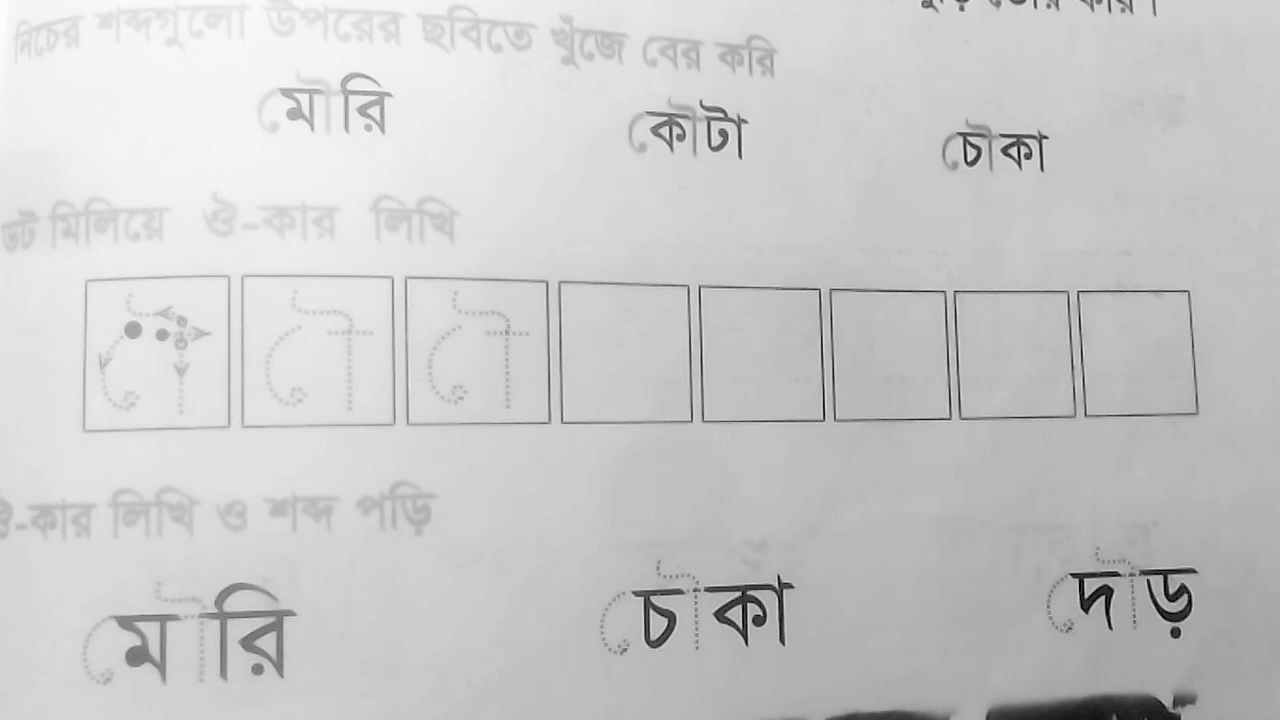 নিচের শব্দগুলো উপরের ছবিতে খুঁজে বের করি
মৌরি কৌটা চৌকা
ডট মিলিয়ে ঔ-কার লিখি
ৌ ৌ ৌ
ঔ-কার লিখি ও শব্দ পড়ি
মৌরি চৌকা দৌড়